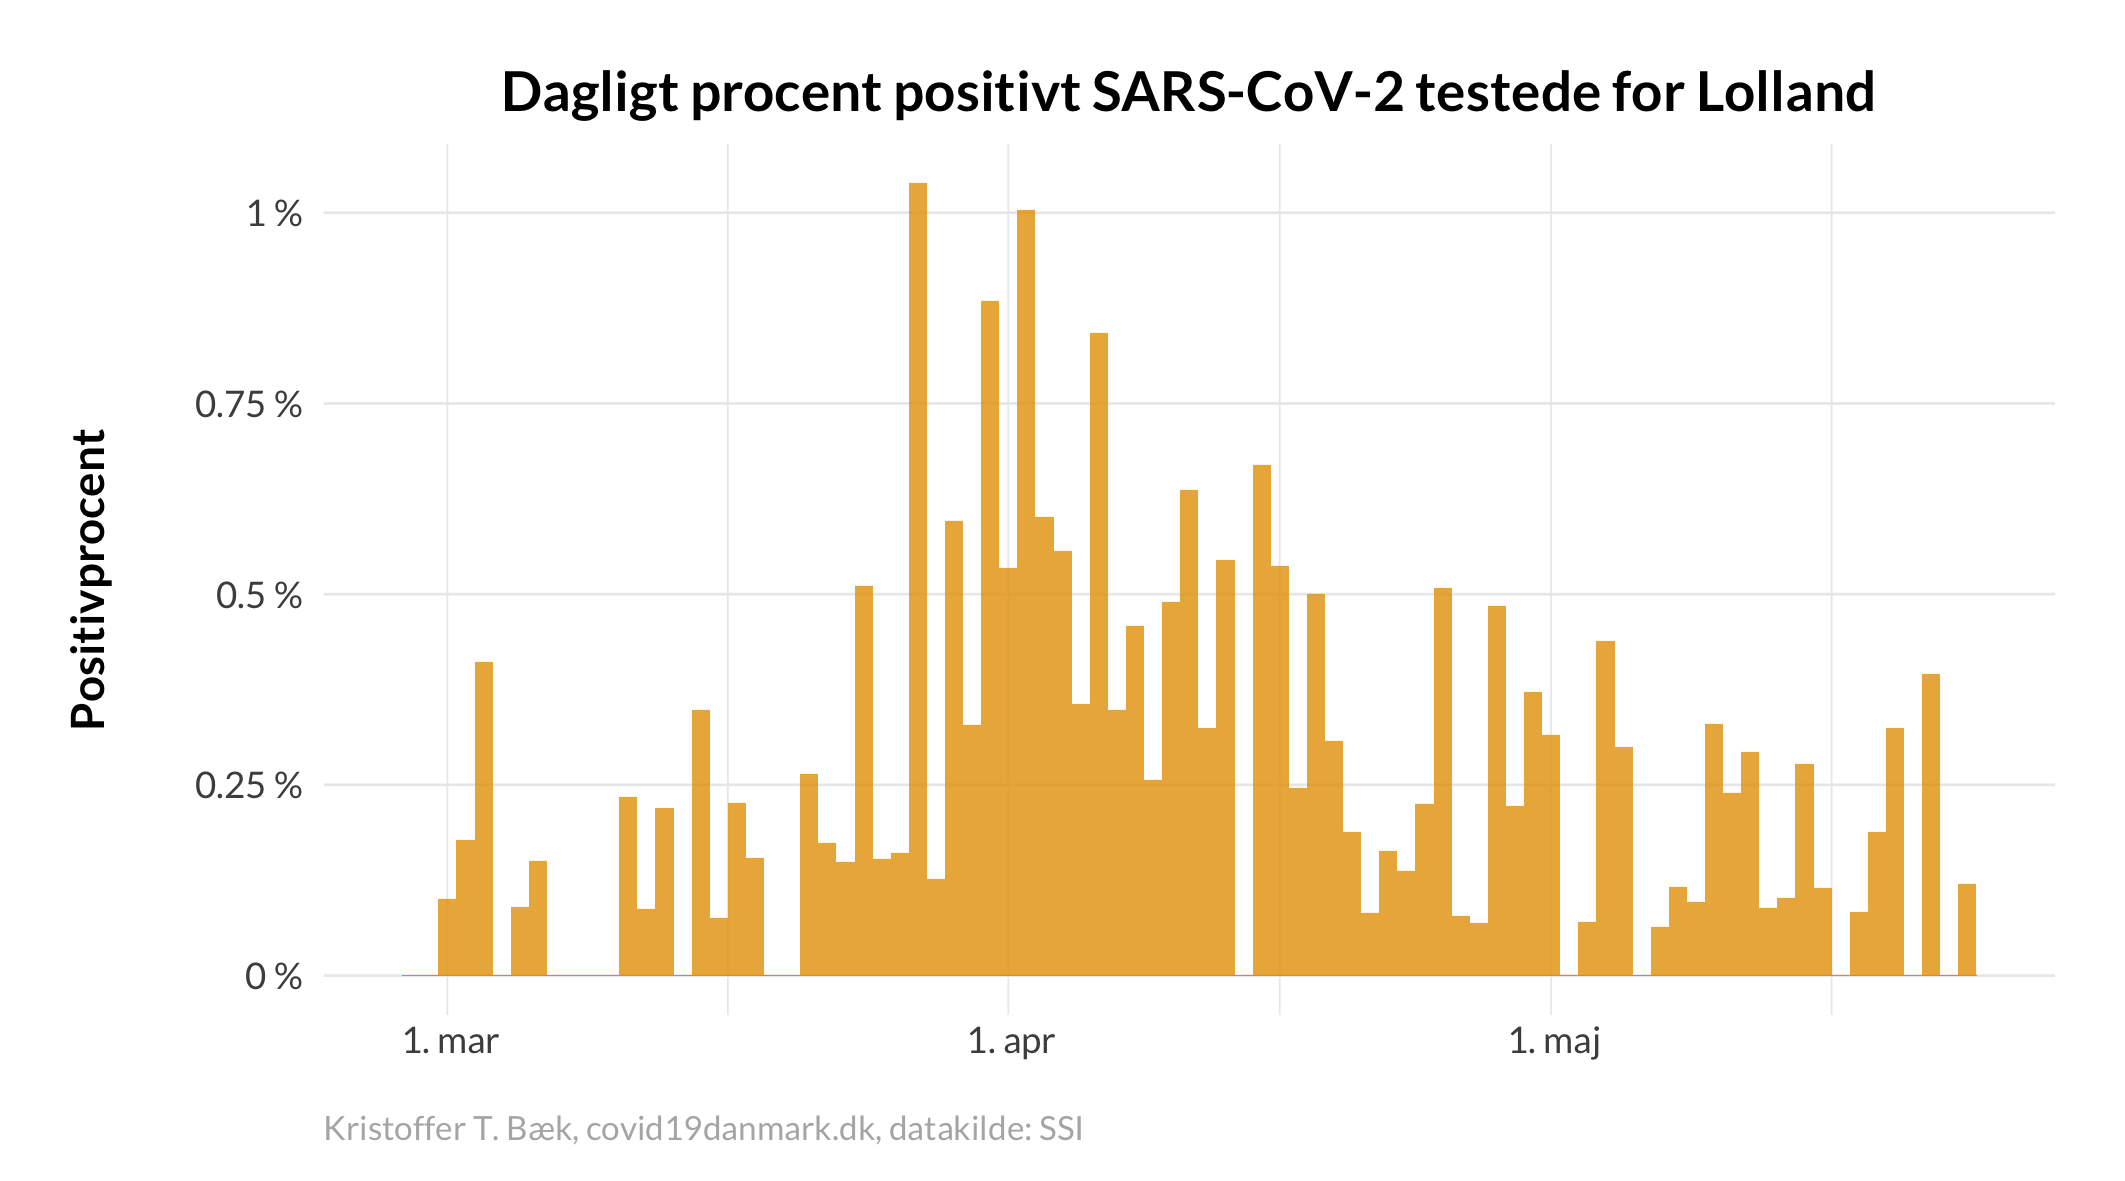 Dagligt procent positivt SARS-CoV-2 testede for Lolland
Positivprocent
1 %
0.75 %
0.5 %
0.25 %
0 %
1. mar
1. apr
1. maj
Kristoffer T. Bæk, covid19danmark.dk, datakilde: SSI